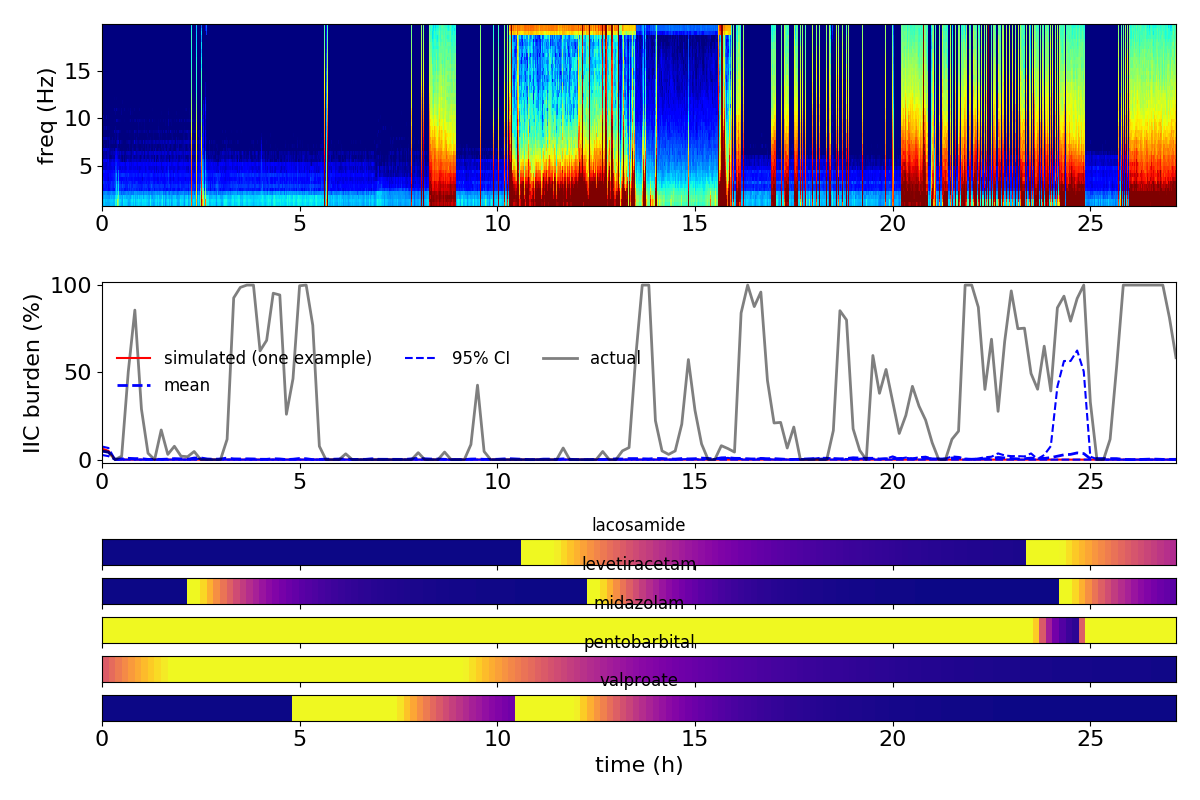 freq (Hz)
15
10
5
0 5 10 15 20 25
IIC burden (%)
100
50
0
simulated (one example) 95% CI actual
mean
0 5 10 15 20 25
lacosamide
levetiracetam
midazolam
pentobarbital
valproate
0 5 10 15 20 25
time (h)